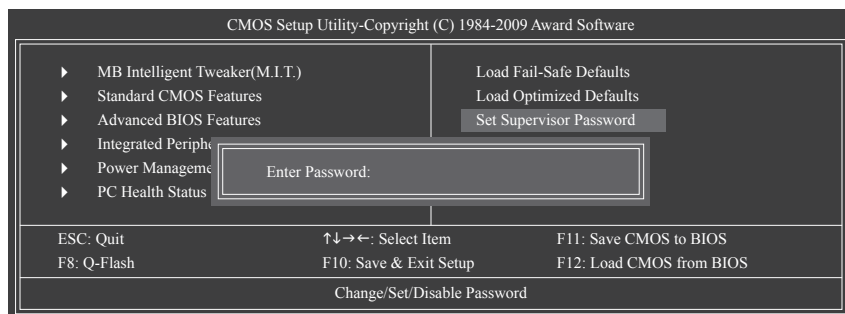 CMOS Setup Utility-Copyright (C) 1984-2009 Award Software
MB Intelligent Tweaker(M.I.T.)
Standard CMOS Features
Advanced BIOS Features
Integrated Periphe
Power Manageme
PC Health Status
Load Fail-Safe Defaults
Load Optimized Defaults
Set Supervisor Password
Enter Password:
ESC: Quit ↑↓→←: Select Item F11: Save CMOS to BIOS
F8: Q-Flash F10: Save & Exit Setup F12: Load CMOS from BIOS
Change/Set/Disable Password